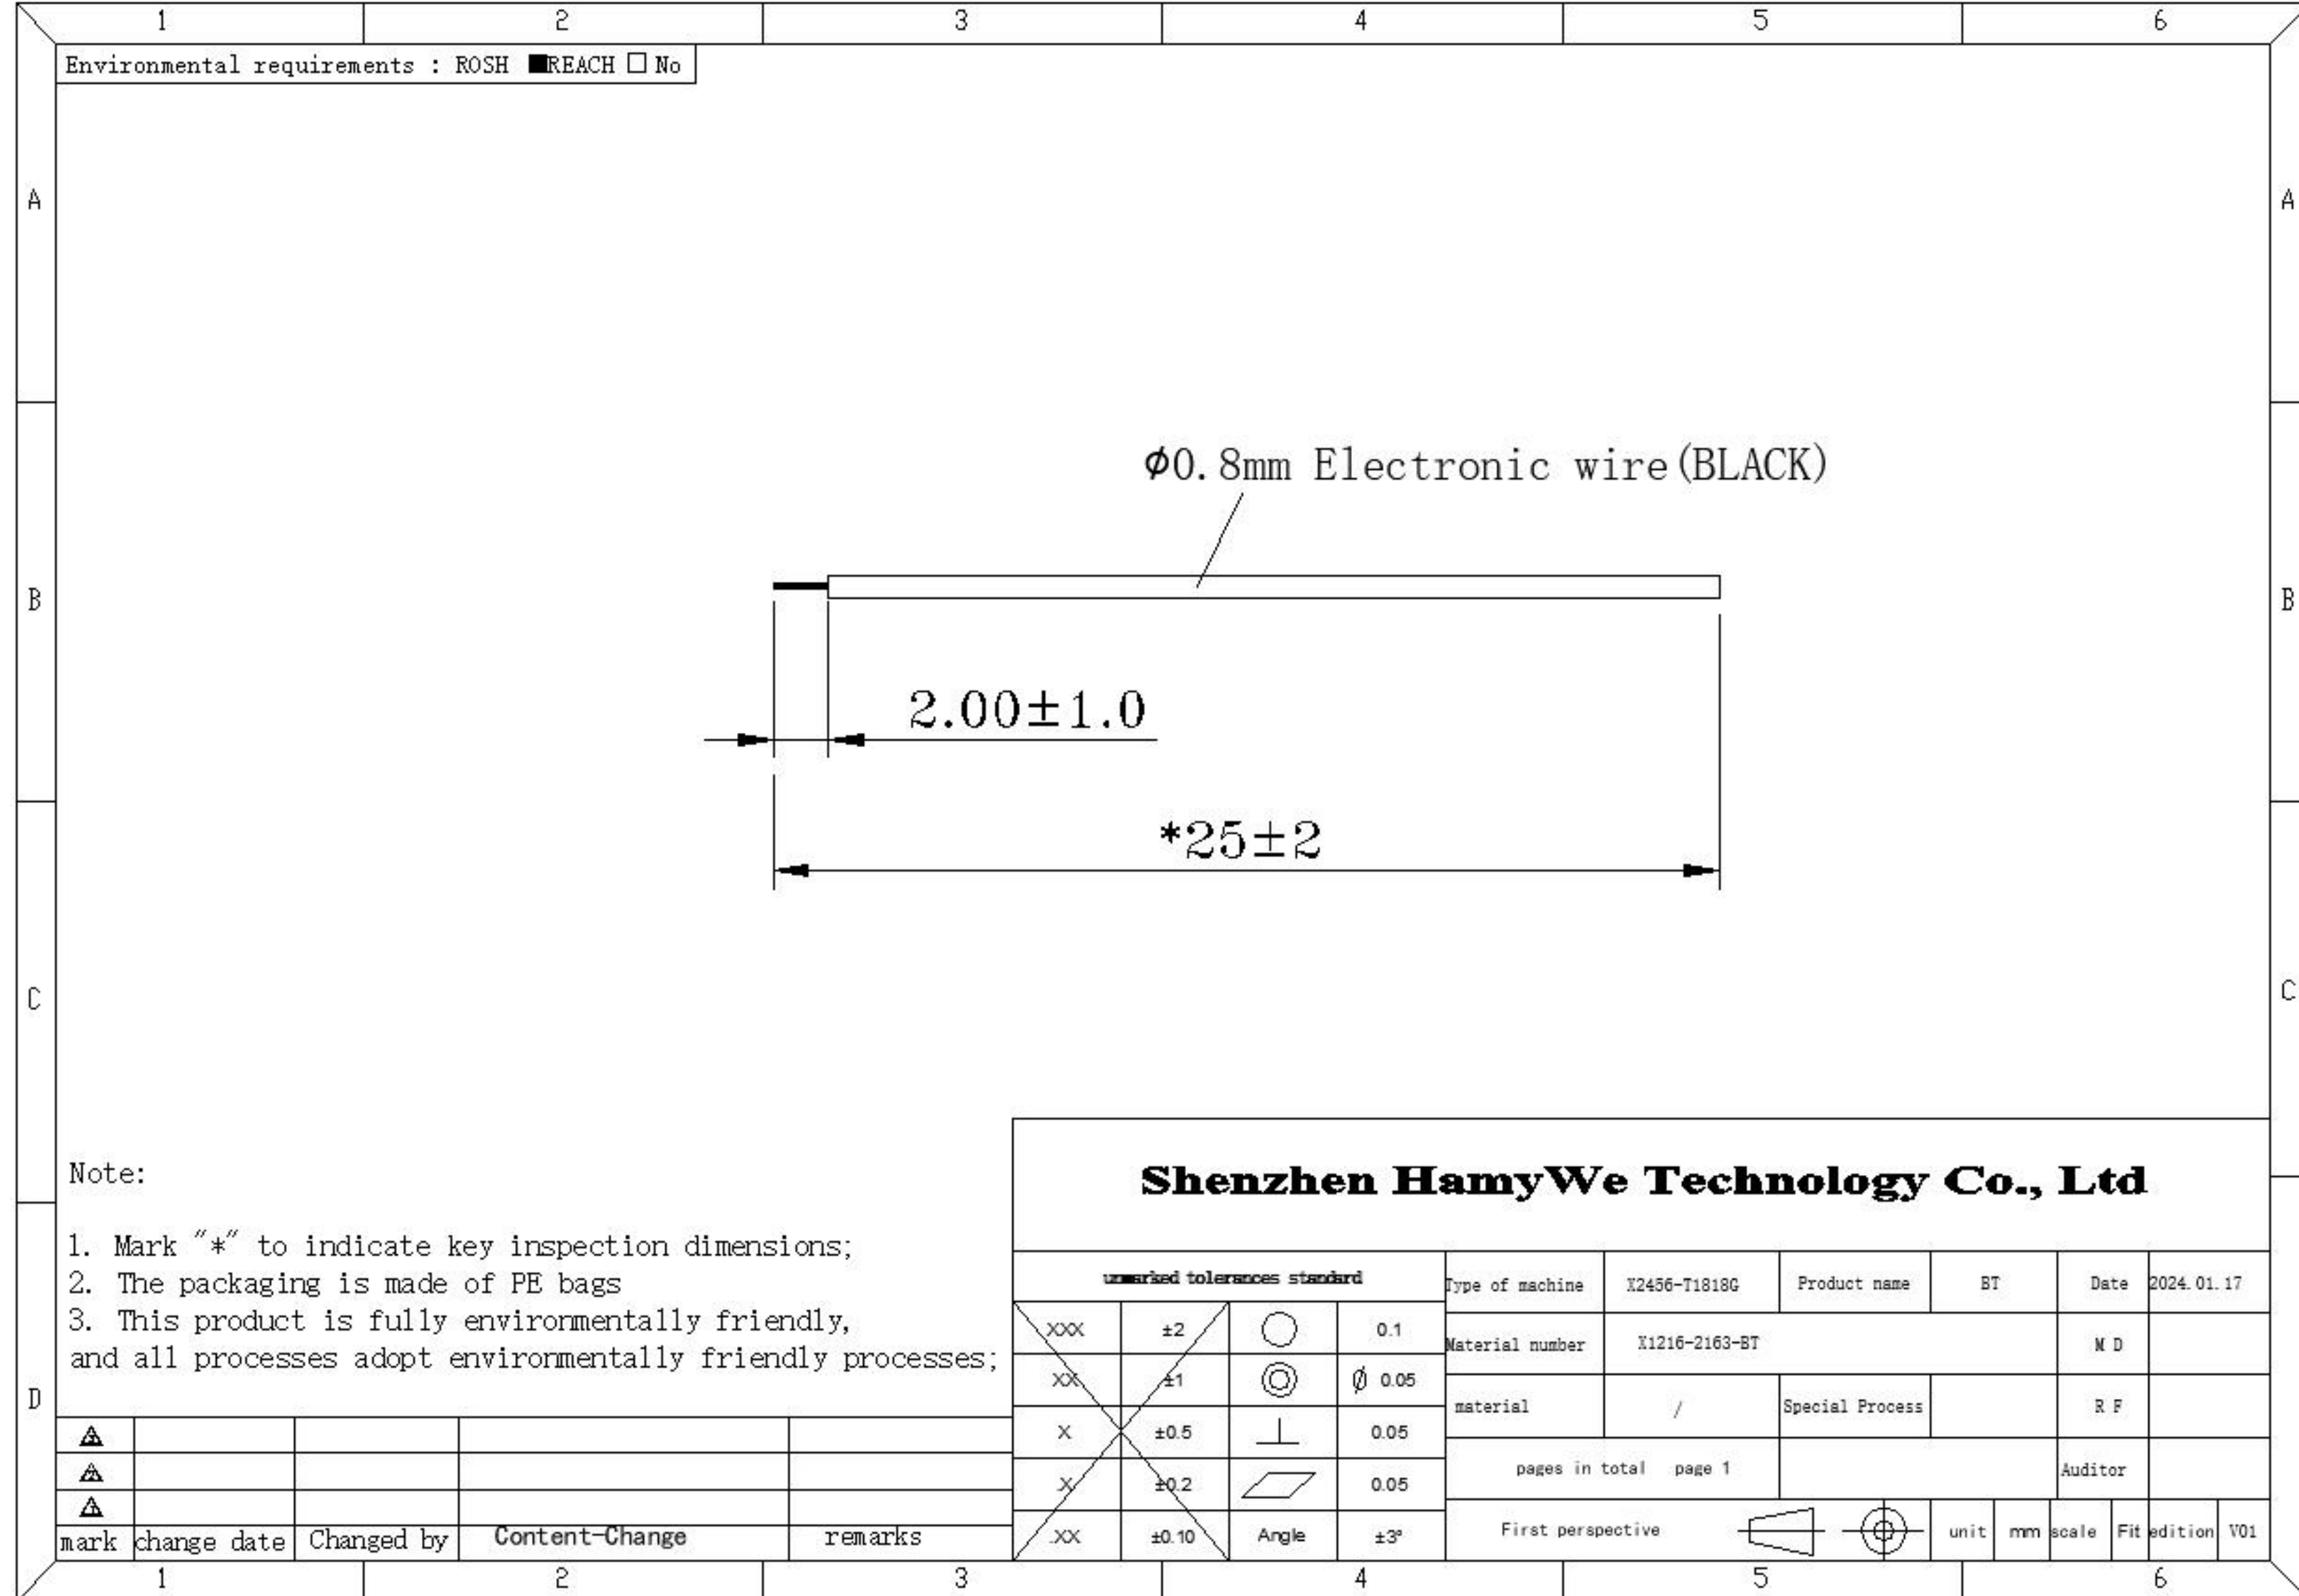 1 2 3 4 5 6
Environmental requirements : ROSH ■REACH □ No
A A
ϕ0.8mm Electronic wire(BLACK)
B B
2.00±1.0
*25±2
C C
Note:
1. Mark "*" to indicate key inspection dimensions;
2. The packaging is made of PE bags
3. This product is fully environmentally friendly,
and all processes adopt environmentally friendly processes;
D
mark change date Changed by Content-Change remarks
Shenzhen HamyWe Technology Co., Ltd
unmarked tolerances standard
XXX ±2 0.1
XX ±1 ϕ 0.05
X ±0.5 0.05
.X ±0.2 0.05
.XX ±0.10 Angle ±3°
Type of machine X2456-T1818G Product name BT Date 2024.01.17
Material number X1216-2163-BT M D
material / Special Process R F
pages in total page 1 Auditor
First perspective unit mm scale Fit edition V01
1 2 3 4 5 6